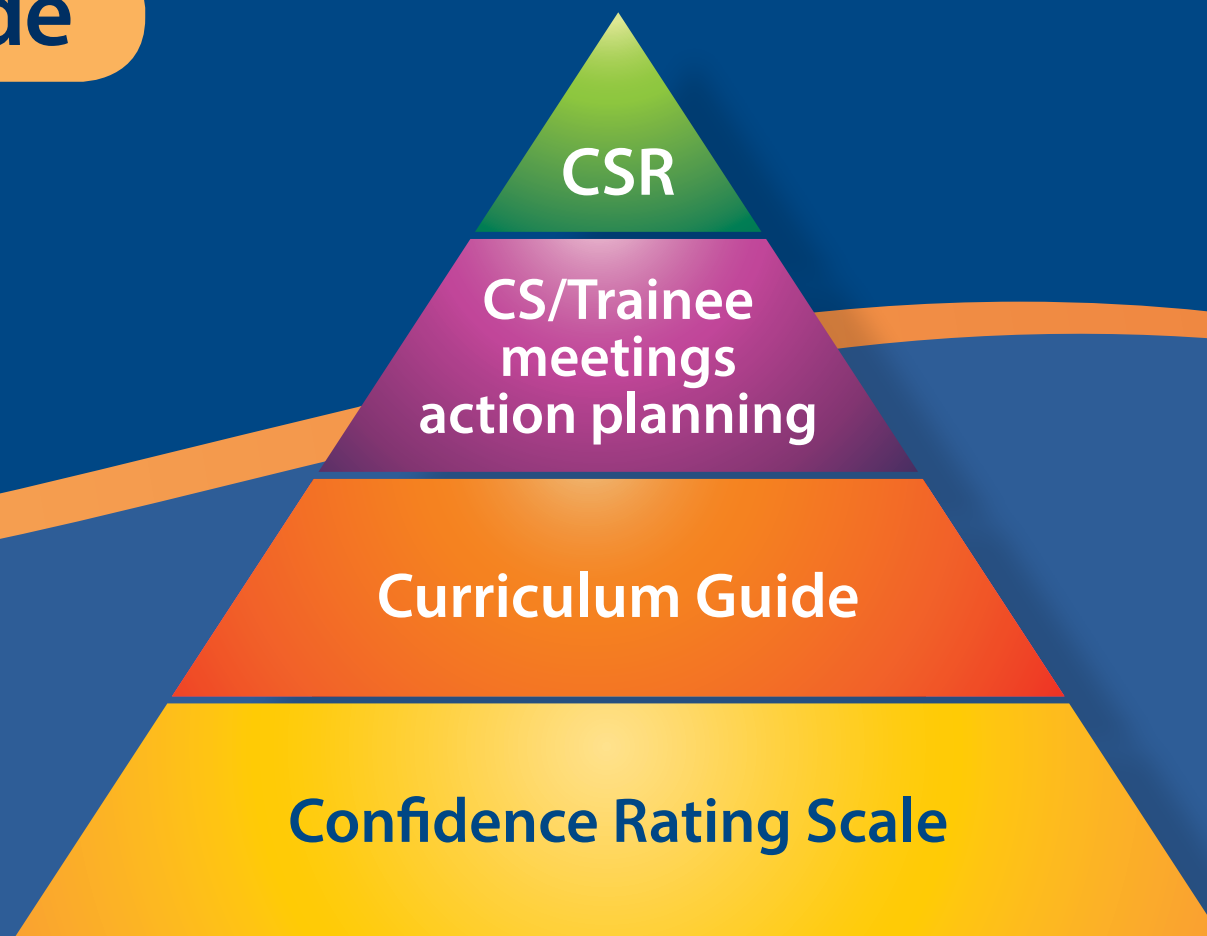 de
CSR
CS/Trainee
meetings
action planning
Curriculum Guide
Confidence Rating Scale